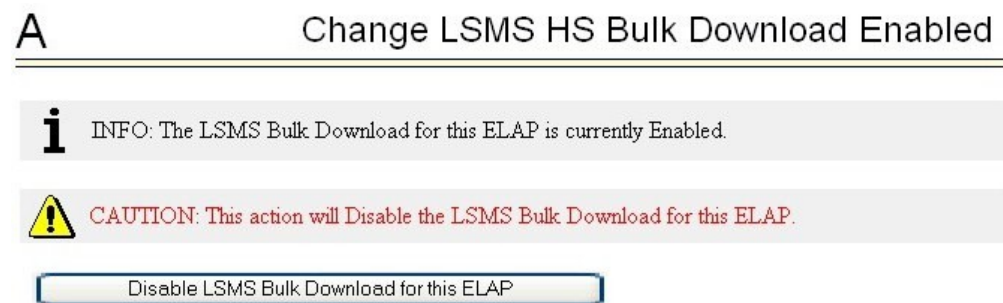 A Change LSMS HS Bulk Download Enabled
i INFO: The LSMS Bulk Download for this ELAP is currently Enabled.
CAUTION: This action will Disable the LSMS Bulk Download for this ELAP.
Disable LSMS Bulk Download for this ELAP